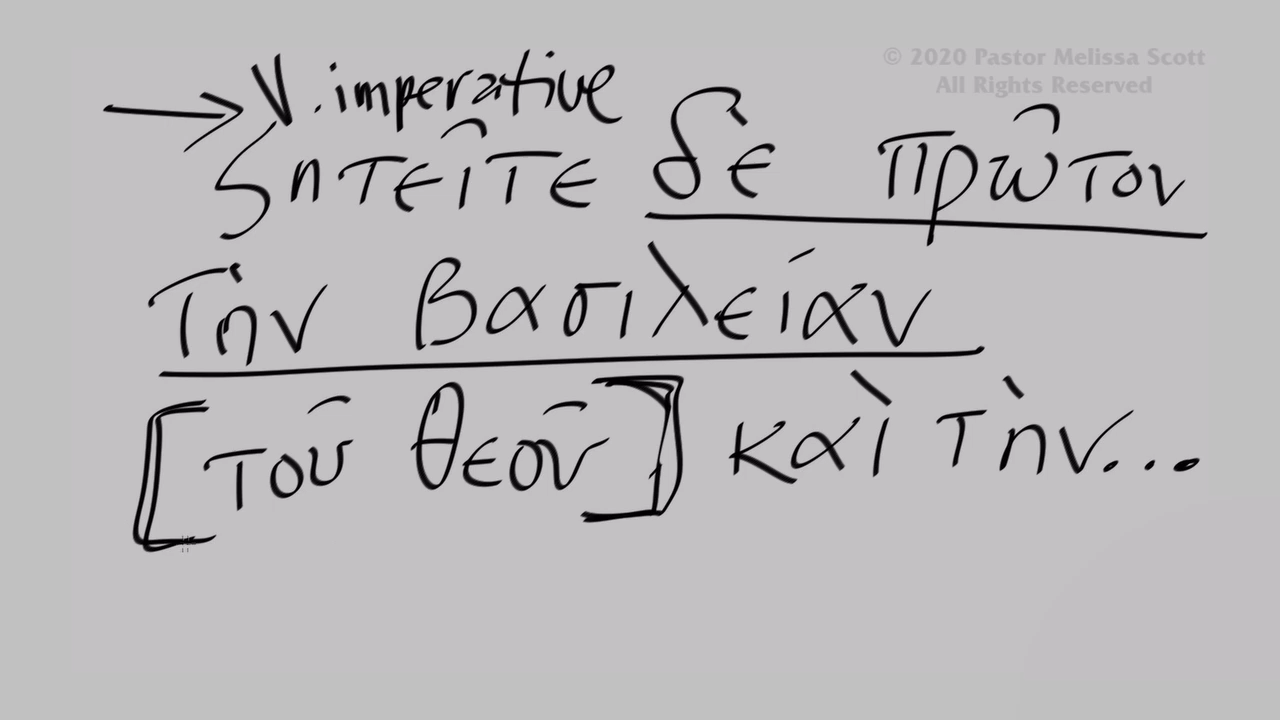 © 2020 Pastor Melissa Scott
All Rights Reserved
V. imperative
ζητεῖτε δὲ πρῶτον
τὴν βασιλείαν
[τοῦ θεοῦ] καὶ τὴν...